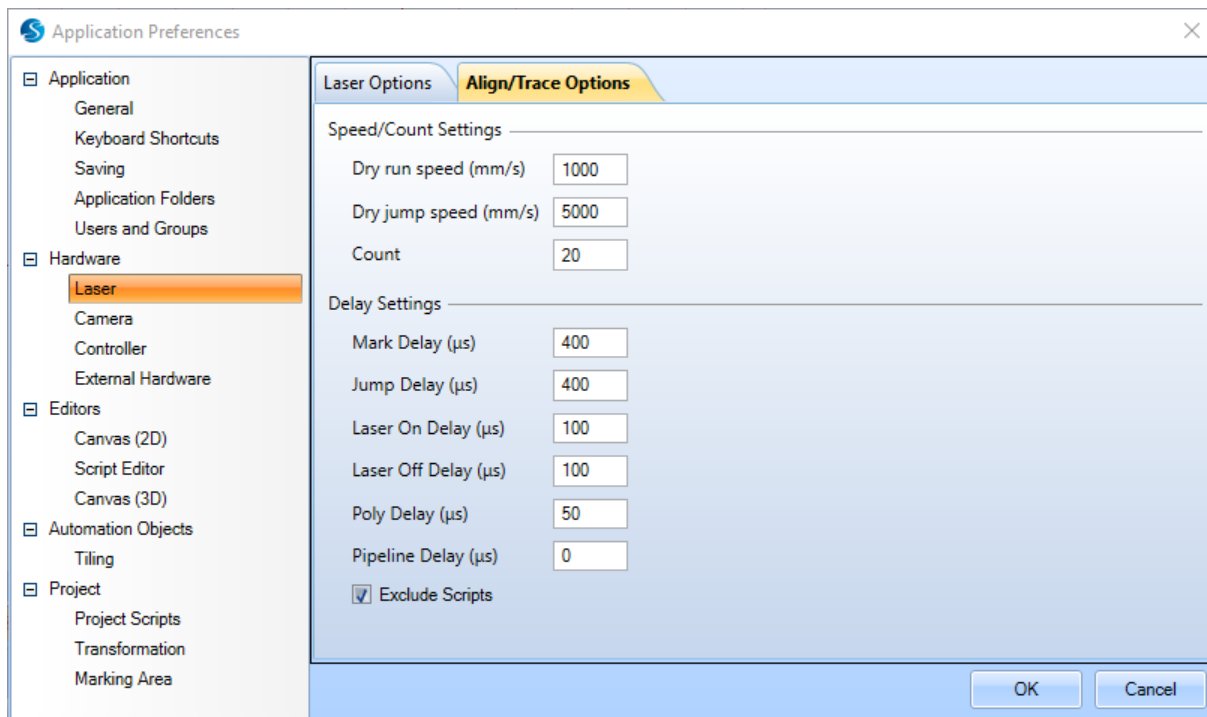 Application Preferences
Application
General
Keyboard Shortcuts
Saving
Application Folders
Users and Groups
Hardware
Laser
Camera
Controller
External Hardware
Editors
Canvas (2D)
Script Editor
Canvas (3D)
Automation Objects
Tiling
Project
Project Scripts
Transformation
Marking Area
Laser Options Align/Trace Options
Speed/Count Settings
Dry run speed (mm/s) 1000
Dry jump speed (mm/s) 5000
Count 20
Delay Settings
Mark Delay (µs) 400
Jump Delay (µs) 400
Laser On Delay (µs) 100
Laser Off Delay (µs) 100
Poly Delay (µs) 50
Pipeline Delay (µs) 0
Exclude Scripts
OK Cancel